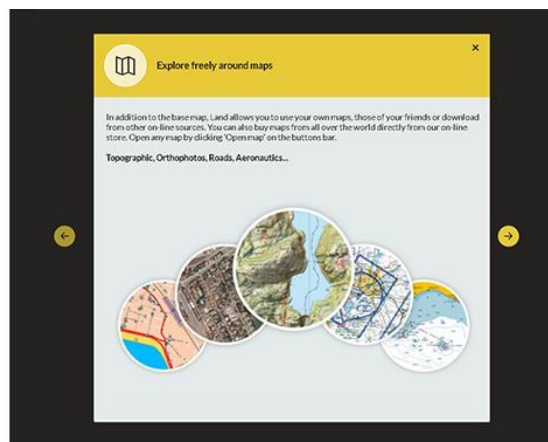 Explore freely around maps
In addition to the base map, Land allows you to use your own maps, those of your friends or download
from other on-line sources. You can also buy maps from all over the world directly from our on-line
store. Open any map by clicking 'Open map' on the buttons bar.
Topographic, Orthophotos, Roads, Aeronautics...